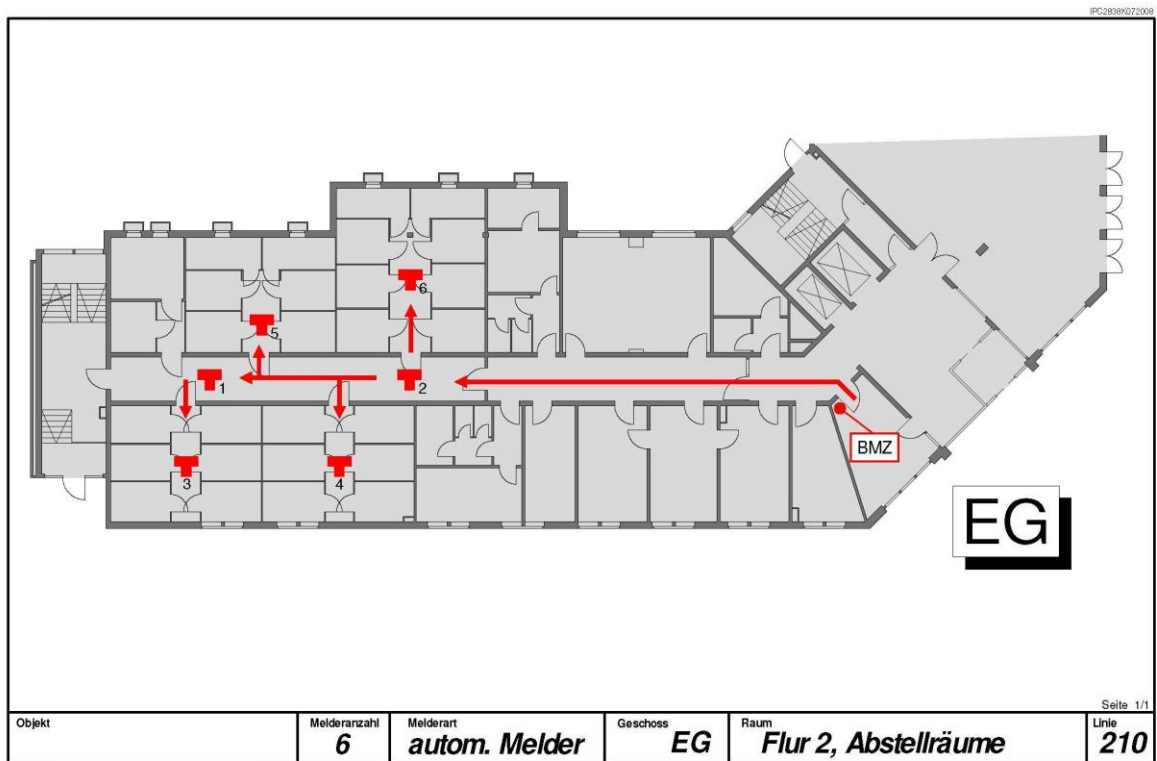 IPC2838K072008
6
5
1
2
BMZ
3
4
EG
Seite 1/1
Objekt
Melderanzahl
6
Melderart
autom. Melder
Geschoss
EG
Raum
Flur 2, Abstellräume
Linie
210